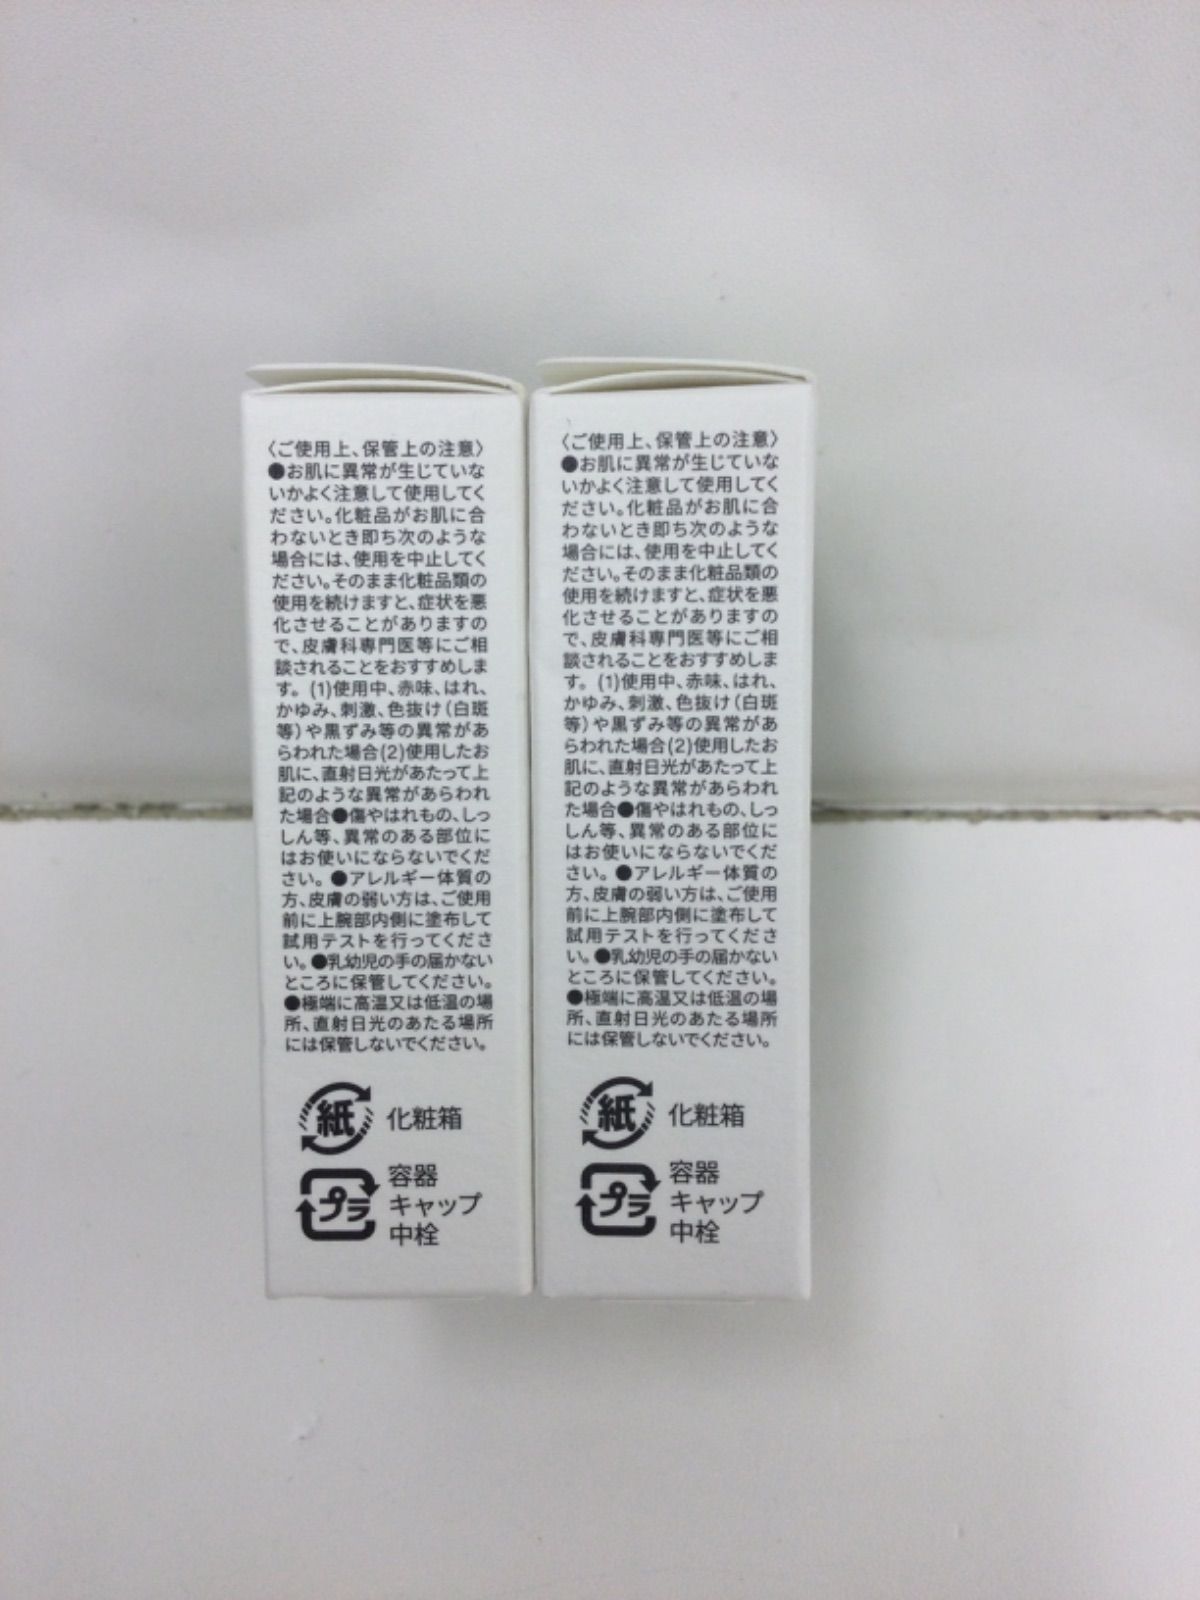 〈ご使用上、保管上の注意〉
●お肌に異常が生じていな
いかよく注意して使用してく
ださい。化粧品がお肌に合
わないとき即ち次のような
場合には、使用を中止してく
ださい。そのまま化粧品類の
使用を続けますと、症状を悪
化させることがありますの
で、皮膚科専門医等にご相
談されることをおすすめしま
す。(1)使用中、赤味、はれ、
かゆみ、刺激、色抜け(白斑
等)や黒ずみ等の異常があ
らわれた場合(2)使用したお
肌に、直射日光があたって上
記のような異常があらわれ
た場合●傷やはれもの、しっ
しん等、異常のある部位に
はお使いにならないでくだ
さい。●アレルギー体質の
方、皮膚の弱い方は、ご使用
前に上腕部内側に塗布して
試用テストを行ってくださ
い。●乳幼児の手の届かない
ところに保管してください。
●極端に高温又は低温の場
所、直射日光のあたる場所
には保管しないでください。
紙 化粧箱
プラ 容器
キャップ
中栓
〈ご使用上、保管上の注意〉
●お肌に異常が生じていな
いかよく注意して使用してく
ださい。化粧品がお肌に合
わないとき即ち次のような
場合には、使用を中止してく
ださい。そのまま化粧品類の
使用を続けますと、症状を悪
化させることがありますの
で、皮膚科専門医等にご相
談されることをおすすめしま
す。(1)使用中、赤味、はれ、
かゆみ、刺激、色抜け(白斑
等)や黒ずみ等の異常があ
らわれた場合(2)使用したお
肌に、直射日光があたって上
記のような異常があらわれ
た場合●傷やはれもの、しっ
しん等、異常のある部位に
はお使いにならないでくだ
さい。●アレルギー体質の
方、皮膚の弱い方は、ご使用
前に上腕部内側に塗布して
試用テストを行ってくださ
い。●乳幼児の手の届かない
ところに保管してください。
●極端に高温又は低温の場
所、直射日光のあたる場所
には保管しないでください。
紙 化粧箱
プラ 容器
キャップ
中栓